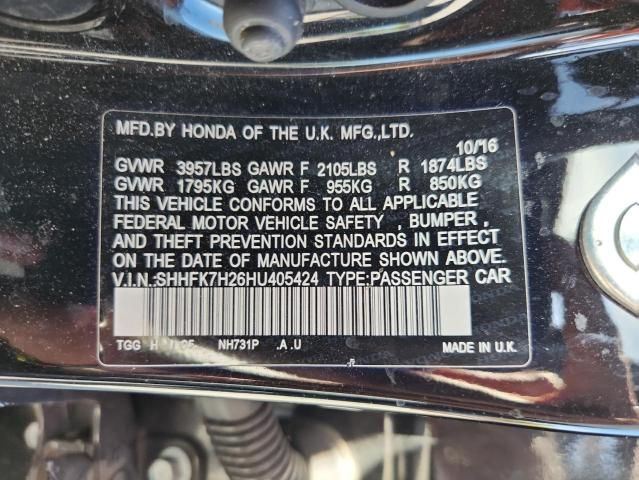 MFD.BY HONDA OF THE U.K. MFG.,LTD.
10/16
GVWR 3957LBS GAWR F 2105LBS R 1874LBS
GVWR 1795KG GAWR F 955KG R 850KG
THIS VEHICLE CONFORMS TO ALL APPLICABLE
FEDERAL MOTOR VEHICLE SAFETY , BUMPER ,
AND THEFT PREVENTION STANDARDS IN EFFECT
ON THE DATE OF MANUFACTURE SHOWN ABOVE.
V.I.N.:SHHFK7H26HU405424 TYPE:PASSENGER CAR
TGG H NH731P .A .U MADE IN U.K.